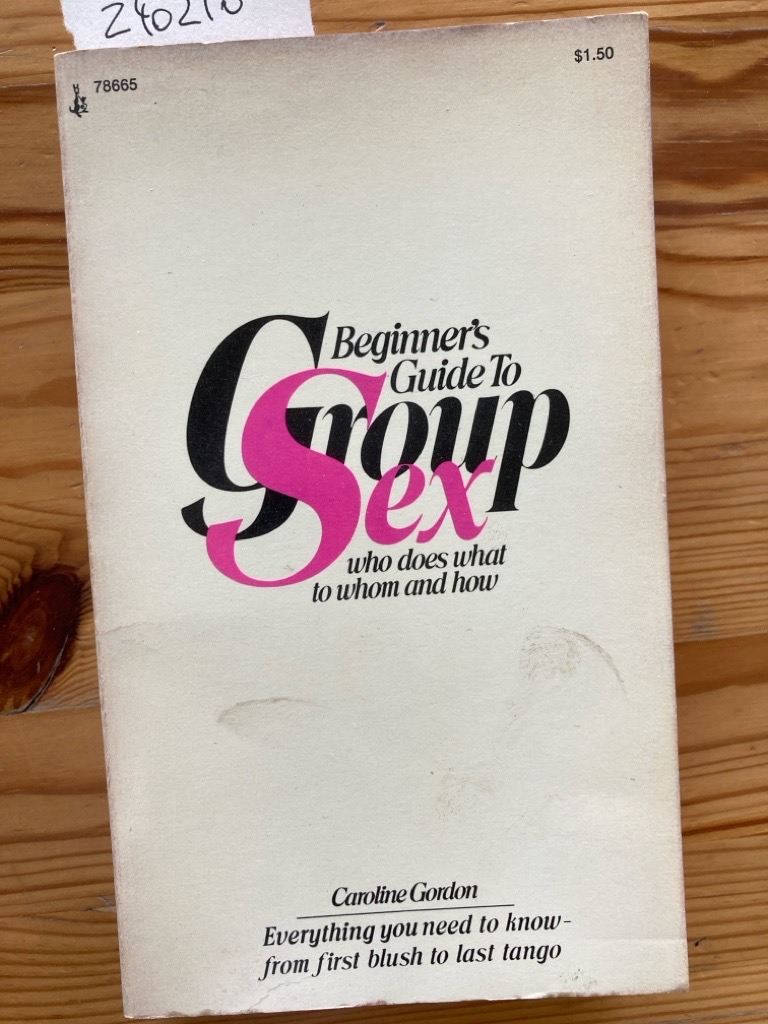 78665
$1.50
Beginner's
Guide To
Group
Sex
who does what
to whom and how
Caroline Gordon
Everything you need to know-
from first blush to last tango